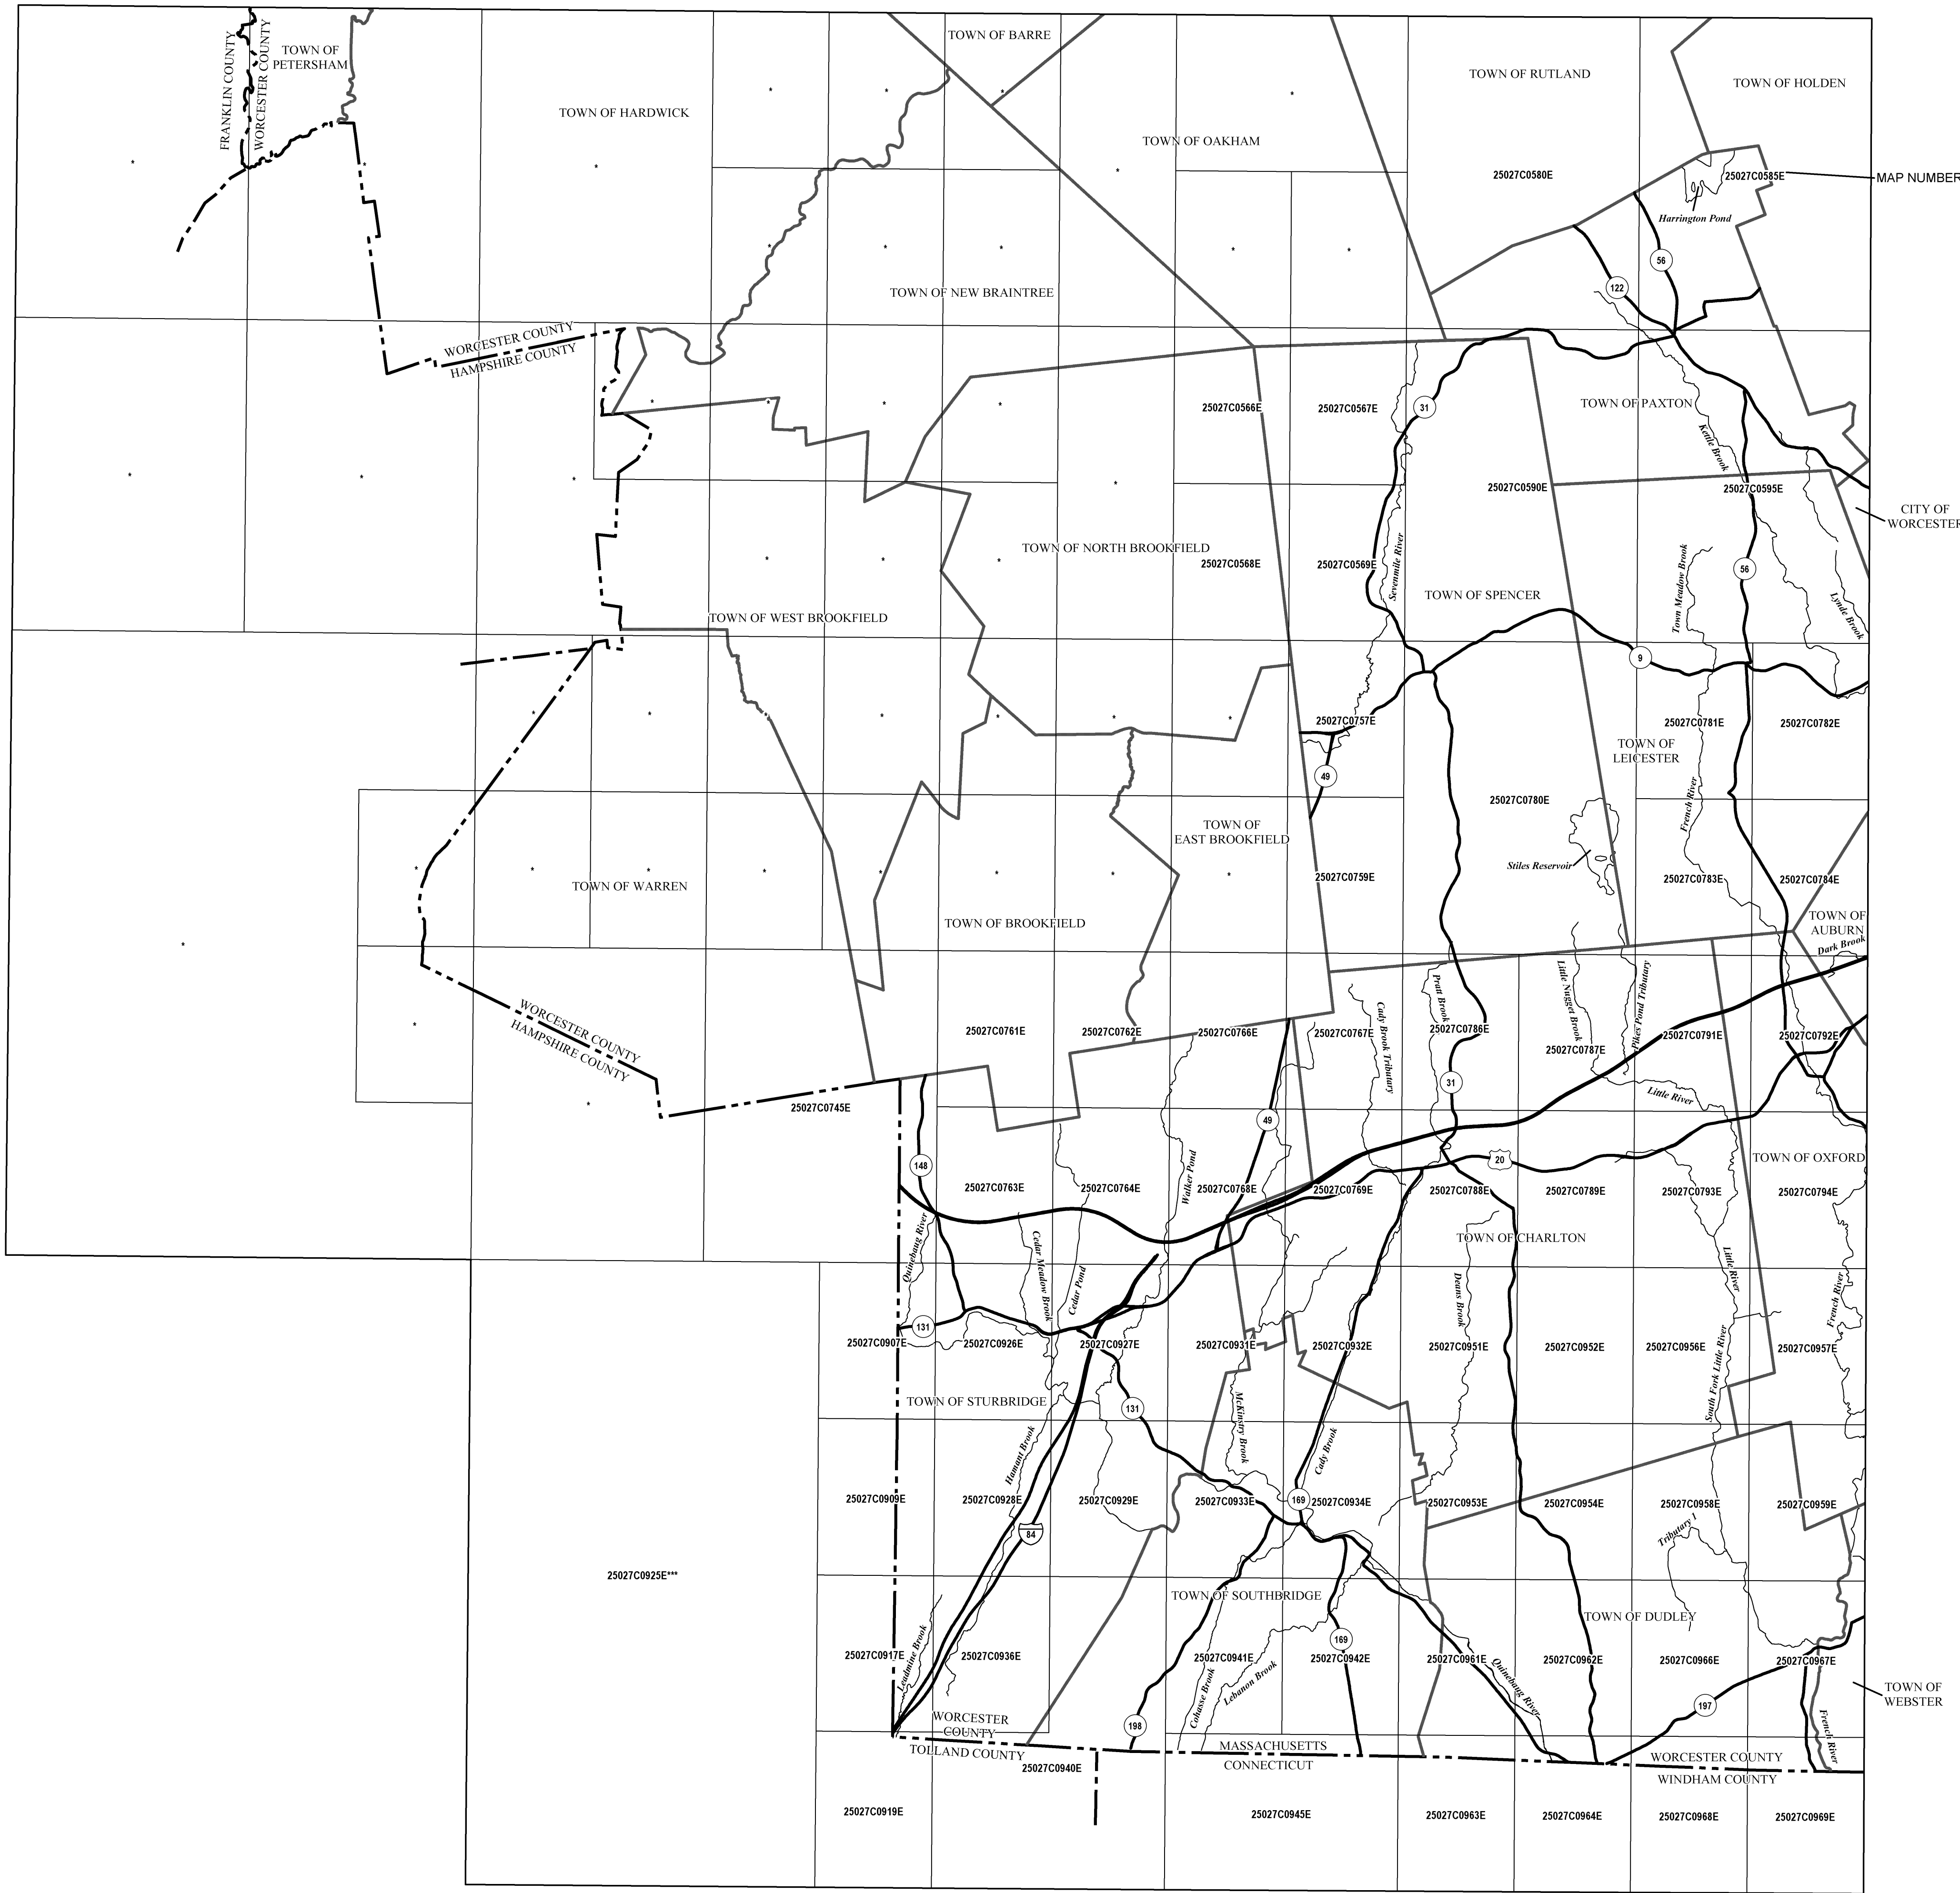 FRANKLIN COUNTY
WORCESTER COUNTY
TOWN OF
PETERSHAM
TOWN OF BARRE
TOWN OF HARDWICK
TOWN OF RUTLAND
TOWN OF HOLDEN
TOWN OF OAKHAM
25027C0580E
25027C0585E
MAP NUMBER
Harrington Pond
56
122
TOWN OF NEW BRAINTREE
WORCESTER COUNTY
HAMPSHIRE COUNTY
25027C0566E
25027C0567E
31
TOWN OF PAXTON
Kettle Brook
25027C0590E
25027C0595E
CITY OF
WORCESTER
TOWN OF NORTH BROOKFIELD
25027C0568E
25027C0569E
Sevenmile River
TOWN OF SPENCER
Town Meadow Brook
56
Lynde Brook
TOWN OF WEST BROOKFIELD
9
25027C0757E
25027C0781E
25027C0782E
TOWN OF
LEICESTER
49
25027C0780E
French River
TOWN OF
EAST BROOKFIELD
Stiles Reservoir
25027C0759E
25027C0783E
25027C0784E
TOWN OF WARREN
TOWN OF BROOKFIELD
TOWN OF
AUBURN
Dark Brook
WORCESTER COUNTY
HAMPSHIRE COUNTY
25027C0761E
25027C0762E
25027C0766E
25027C0767E
Cady Brook Tributary
Pratt Brook
25027C0786E
Little Nugget Brook
25027C0787E
Pikes Pond Tributary
25027C0791E
25027C0792E
31
Little River
25027C0745E
49
148
Walker Pond
20
TOWN OF OXFORD
25027C0763E
25027C0764E
25027C0768E
25027C0769E
25027C0788E
25027C0789E
25027C0793E
25027C0794E
Quinebaug River
Cedar Meadow Brook
Cedar Pond
TOWN OF CHARLTON
Deans Brook
Little River
French River
131
25027C0907E
25027C0926E
25027C0927E
25027C0931E
25027C0932E
25027C0951E
25027C0952E
25027C0956E
25027C0957E
South Fork Little River
TOWN OF STURBRIDGE
131
McKinstry Brook
Cady Brook
Hamant Brook
25027C0909E
25027C0928E
25027C0929E
25027C0933E
169
25027C0934E
25027C0953E
25027C0954E
25027C0958E
25027C0959E
84
Tributary 1
25027C0925E***
TOWN OF SOUTHBRIDGE
TOWN OF DUDLEY
Leadmine Brook
25027C0917E
25027C0936E
25027C0941E
169
25027C0942E
25027C0961E
25027C0962E
25027C0966E
25027C0967E
Cohasse Brook
Lebanon Brook
Quinebaug River
TOWN OF
WEBSTER
197
French River
198
WORCESTER
COUNTY
TOLLAND COUNTY
25027C0940E
MASSACHUSETTS
CONNECTICUT
WORCESTER COUNTY
WINDHAM COUNTY
25027C0919E
25027C0945E
25027C0963E
25027C0964E
25027C0968E
25027C0969E